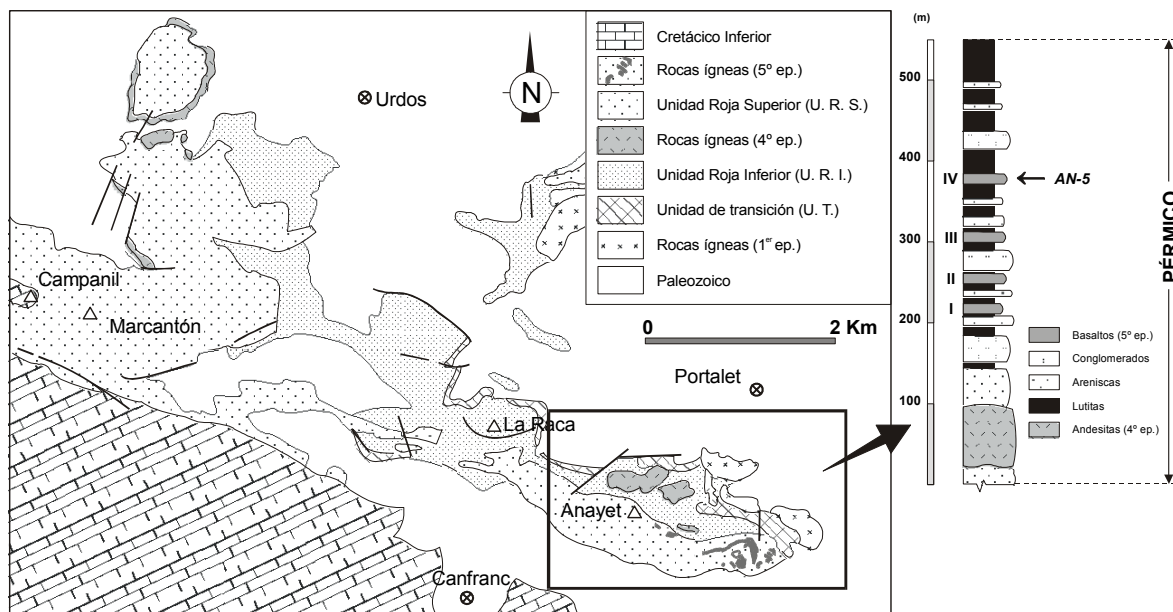 Urdos
N
Campanil
Marcantón
La Raca
Portalet
Anayet
Canfranc
0 2 Km
Cretácico Inferior
Rocas ígneas (5º ep.)
Unidad Roja Superior (U. R. S.)
Rocas ígneas (4º ep.)
Unidad Roja Inferior (U. R. I.)
Unidad de transición (U. T.)
Rocas ígneas (1er ep.)
Paleozoico
(m)
500
400
300
200
100
IV
III
II
I
AN-5
PÉRMICO
Basaltos (5º ep.)
Conglomerados
Areniscas
Lutitas
Andesitas (4º ep.)